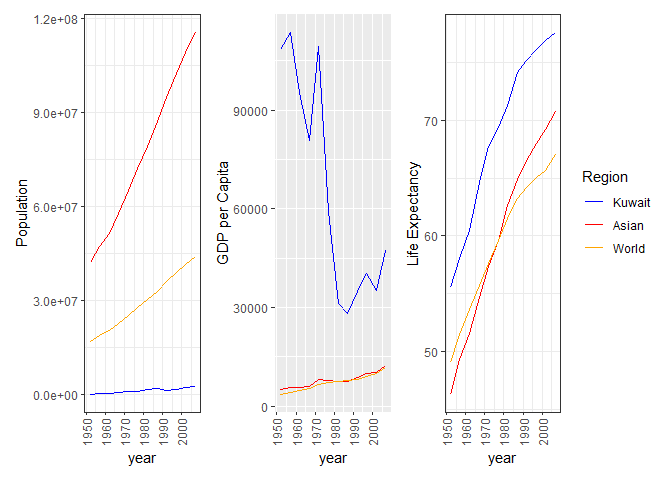 Population
1.2e+08
9.0e+07
6.0e+07
3.0e+07
0.0e+00
1950 1960 1970 1980 1990 2000
year
GDP per Capita
90000
60000
30000
0
1950 1960 1970 1980 1990 2000
year
Life Expectancy
70
60
50
1950 1960 1970 1980 1990 2000
year
Region
Kuwait
Asian
World